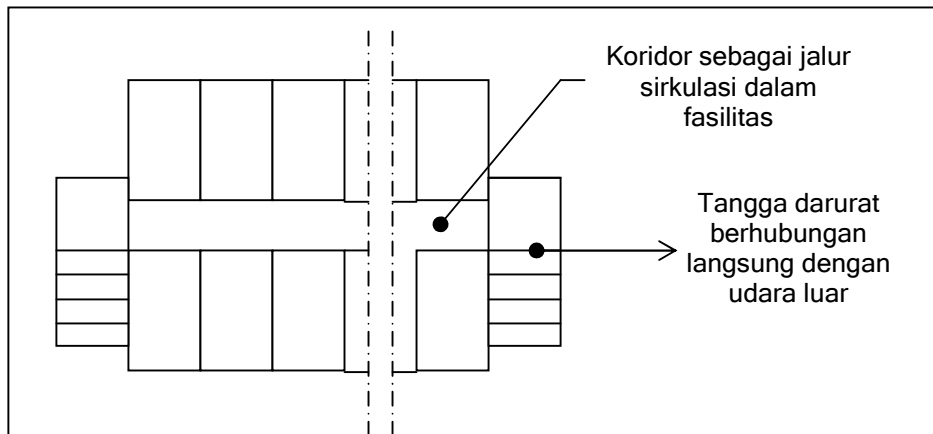 Koridor sebagai jalur
sirkulasi dalam
fasilitas
Tangga darurat
berhubungan
langsung dengan
udara luar